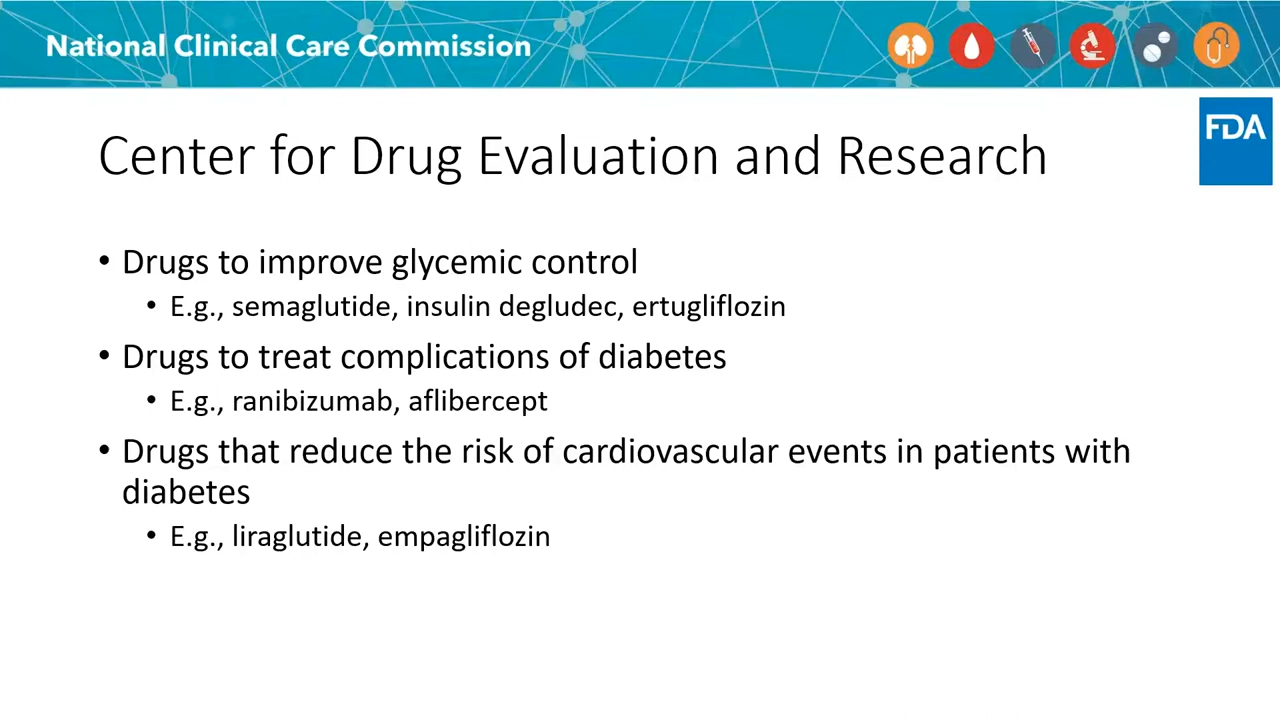 National Clinical Care Commission
FDA
Center for Drug Evaluation and Research
• Drugs to improve glycemic control
• E.g., semaglutide, insulin degludec, ertugliflozin
• Drugs to treat complications of diabetes
• E.g., ranibizumab, aflibercept
• Drugs that reduce the risk of cardiovascular events in patients with
diabetes
• E.g., liraglutide, empagliflozin